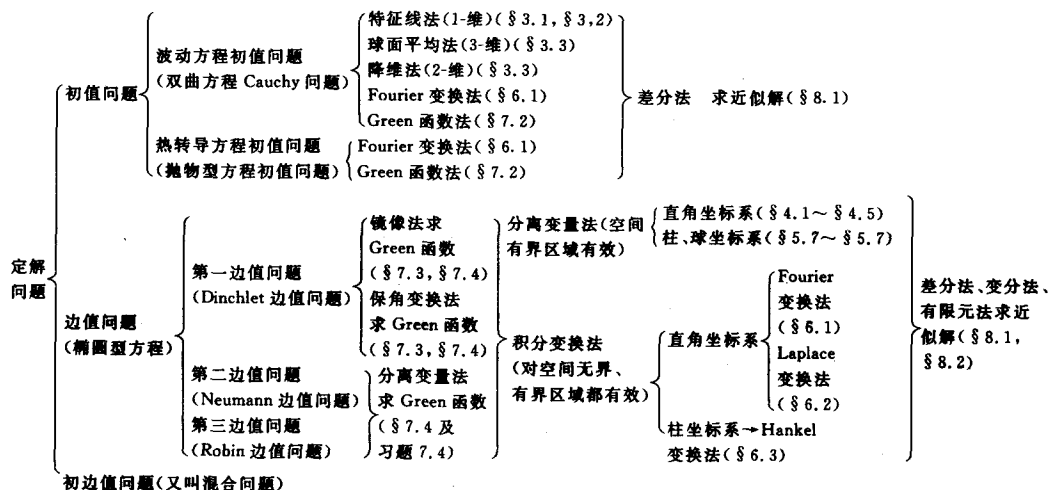 定解
问题
初值问题
波动方程初值问题
(双曲方程 Cauchy 问题)
特征线法(1-维)(§3.1,§3,2)
球面平均法(3-维)(§3.3)
降维法(2-维)(§3.3)
Fourier 变换法(§6.1)
Green 函数法(§7.2)
热转导方程初值问题
(抛物型方程初值问题)
Fourier 变换法(§6.1)
Green 函数法(§7.2)
差分法 求近似解(§8.1)
边值问题
(椭圆型方程)
第一边值问题
(Dinchlet 边值问题)
镜像法求
Green 函数
(§7.3,§7.4)
保角变换法
求 Green 函数
(§7.3,§7.4)
第二边值问题
(Neumann 边值问题)
第三边值问题
(Robin 边值问题)
分离变量法
求 Green 函数
(§7.4 及
习题 7.4)
分离变量法(空间
有界区域有效)
直角坐标系(§4.1~§4.5)
柱、球坐标系(§5.7~§5.7)
积分变换法
(对空间无界、
有界区域都有效)
直角坐标系
Fourier
变换法
(§6.1)
Laplace
变换法
(§6.2)
柱坐标系→Hankel
变换法(§6.3)
差分法、变分法、
有限元法求近
似解(§8.1,
§8.2)
初边值问题(又叫混合问题)